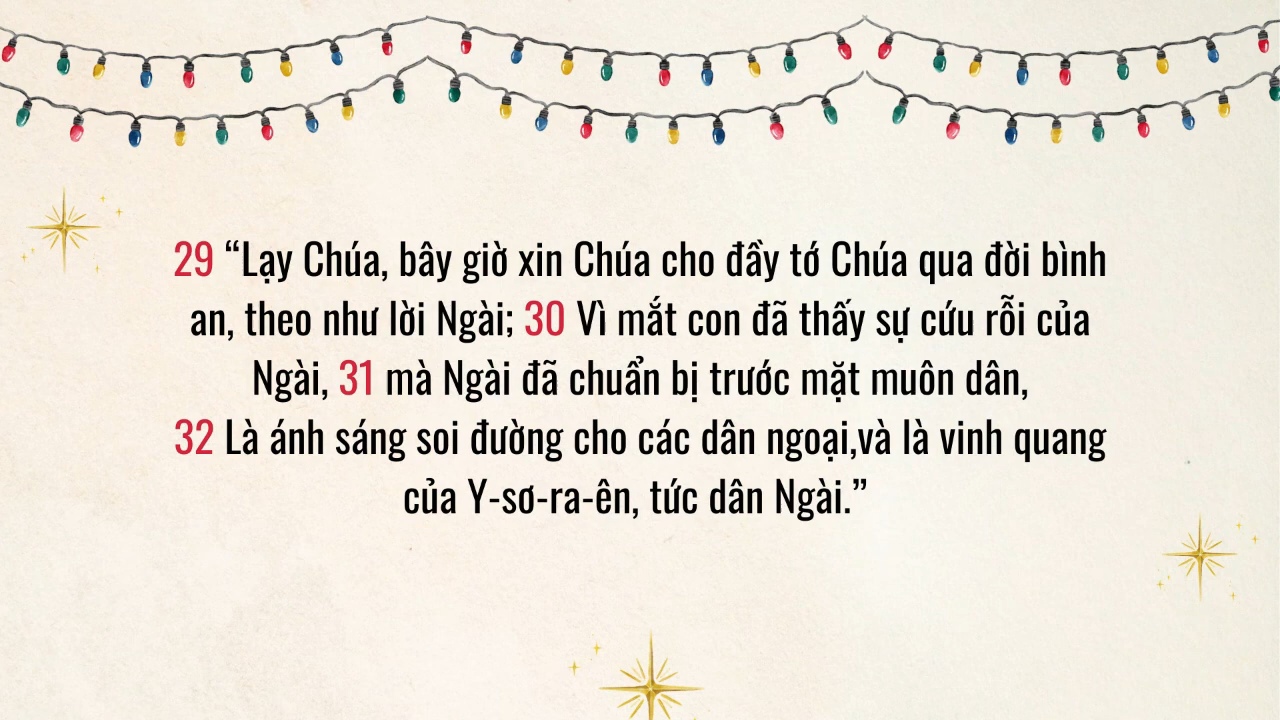 29 “Lạy Chúa, bây giờ xin Chúa cho đầy tớ Chúa qua đời bình
an, theo như lời Ngài; 30 Vì mắt con đã thấy sự cứu rỗi của
Ngài, 31 mà Ngài đã chuẩn bị trước mặt muôn dân,
32 Là ánh sáng soi đường cho các dân ngoại,và là vinh quang
của Y-sơ-ra-ên, tức dân Ngài.”